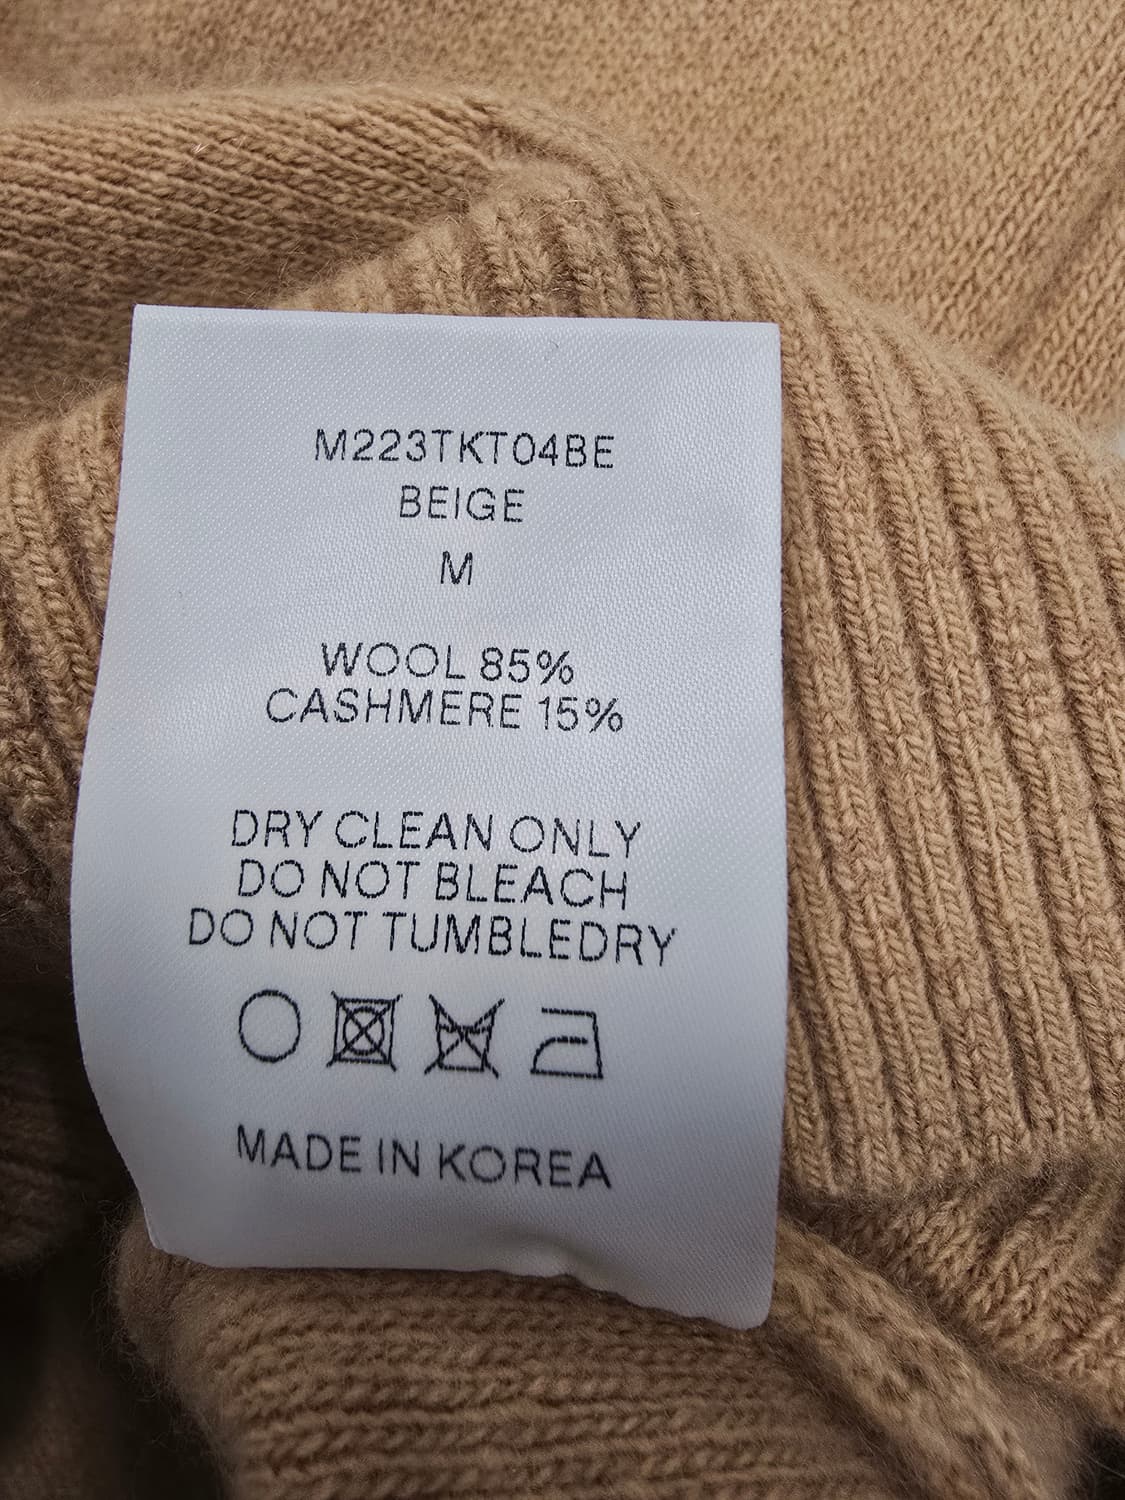 M223TKT04BE
BEIGE
M
WOOL 85%
CASHMERE 15%
DRY CLEAN ONLY
DO NOT BLEACH
DO NOT TUMBLEDRY
MADE IN KOREA